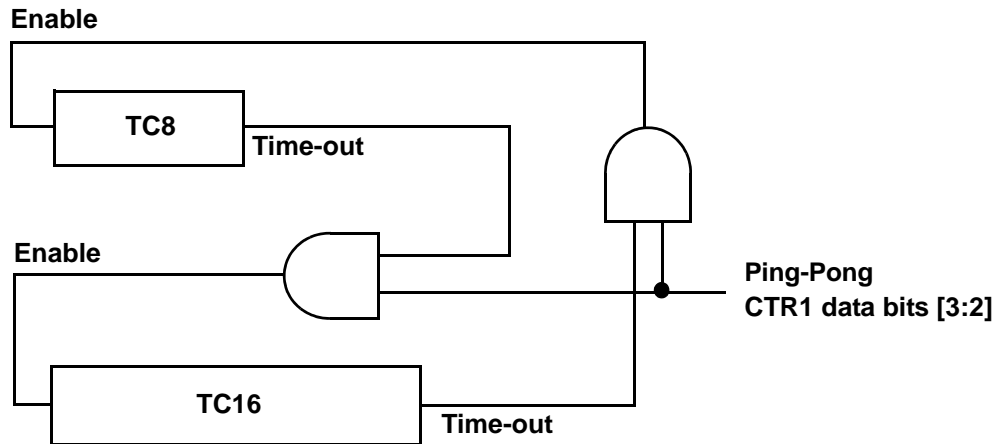 Enable
TC8
Time-out
Enable
Ping-Pong
CTR1 data bits [3:2]
TC16
Time-out